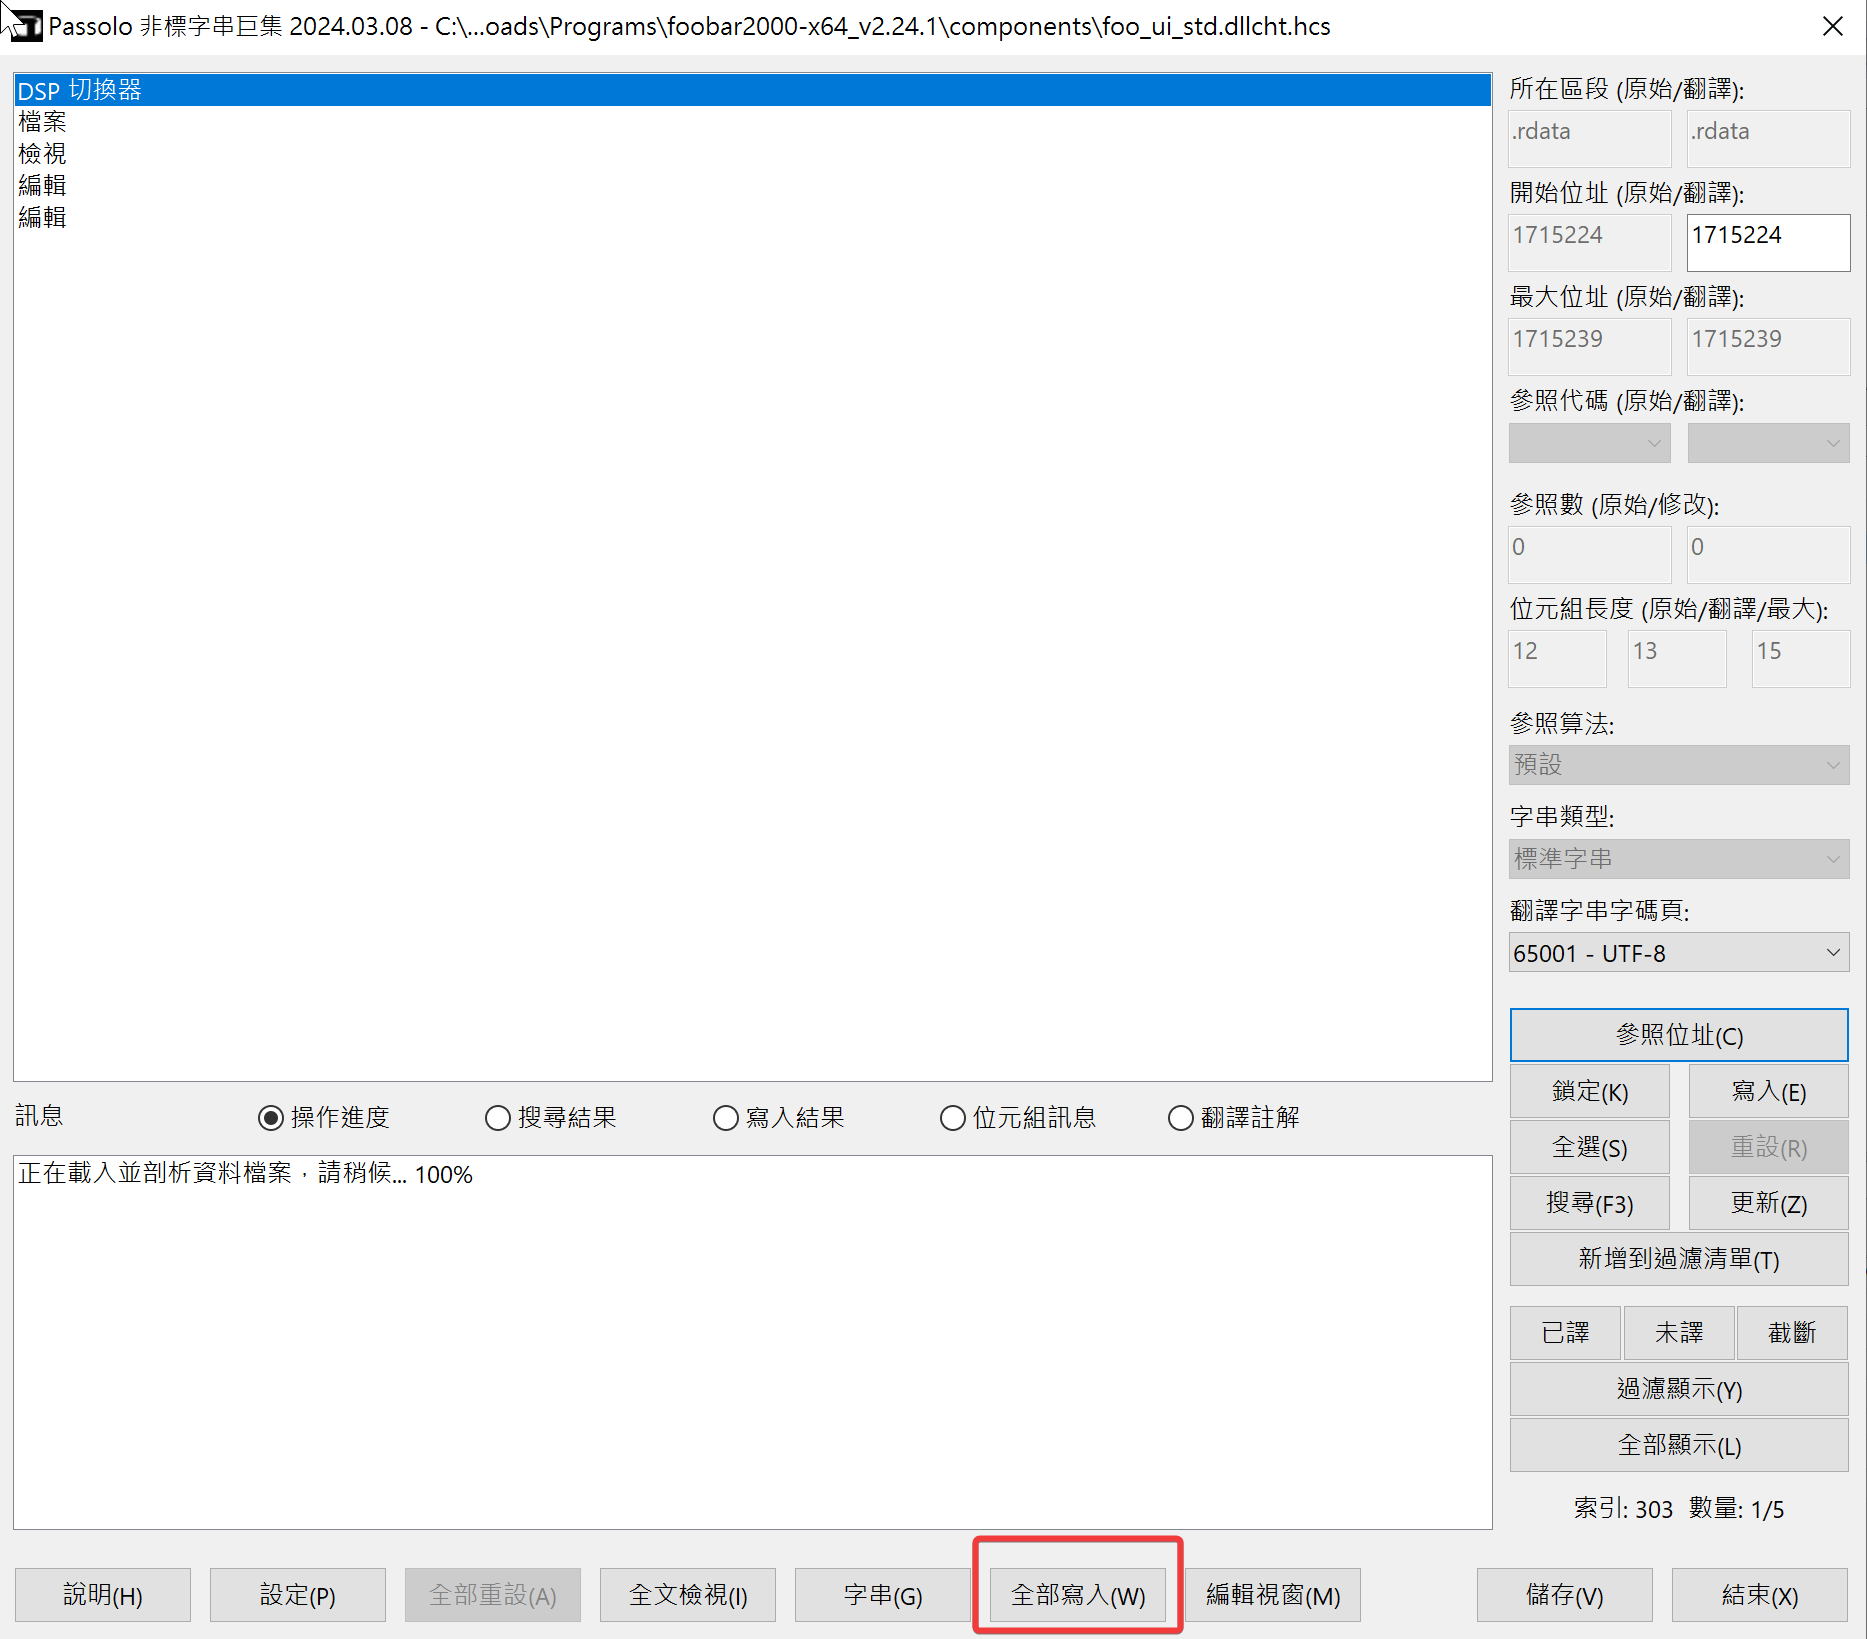 Passolo 非標字串巨集 2024.03.08 - C:\...oads\Programs\foobar2000-x64_v2.24.1\components\foo_ui_std.dllcht.hcs
DSP 切換器
檔案
檢視
編輯
編輯
所在區段 (原始/翻譯):
.rdata .rdata
開始位址 (原始/翻譯):
1715224 1715224
最大位址 (原始/翻譯):
1715239 1715239
參照代碼 (原始/翻譯):
參照數 (原始/修改):
0 0
位元組長度 (原始/翻譯/最大):
12 13 15
參照算法:
預設
字串類型:
標準字串
翻譯字串字碼頁:
65001 - UTF-8
參照位址(C)
鎖定(K) 寫入(E)
全選(S) 重設(R)
搜尋(F3) 更新(Z)
新增到過濾清單(T)
已譯 未譯 截斷
過濾顯示(Y)
全部顯示(L)
索引: 303 數量: 1/5
訊息 操作進度 搜尋結果 寫入結果 位元組訊息 翻譯註解
正在載入並剖析資料檔案，請稍候... 100%
說明(H) 設定(P) 全部重設(A) 全文檢視(I) 字串(G) 全部寫入(W) 編輯視窗(M) 儲存(V) 結束(X)